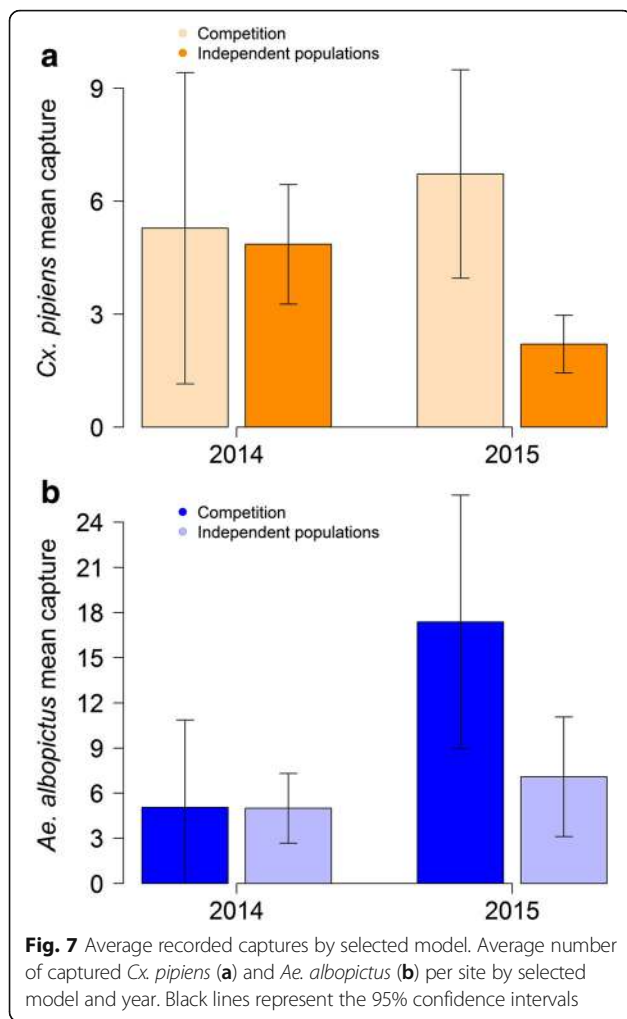 a
Competition
Independent populations
9
6
3
0
Cx. pipiens mean capture
2014
2015
b
Competition
Independent populations
24
21
18
15
12
9
6
3
0
Ae. albopictus mean capture
2014
2015
Fig. 7 Average recorded captures by selected model. Average number
of captured Cx. pipiens (a) and Ae. albopictus (b) per site by selected
model and year. Black lines represent the 95% confidence intervals